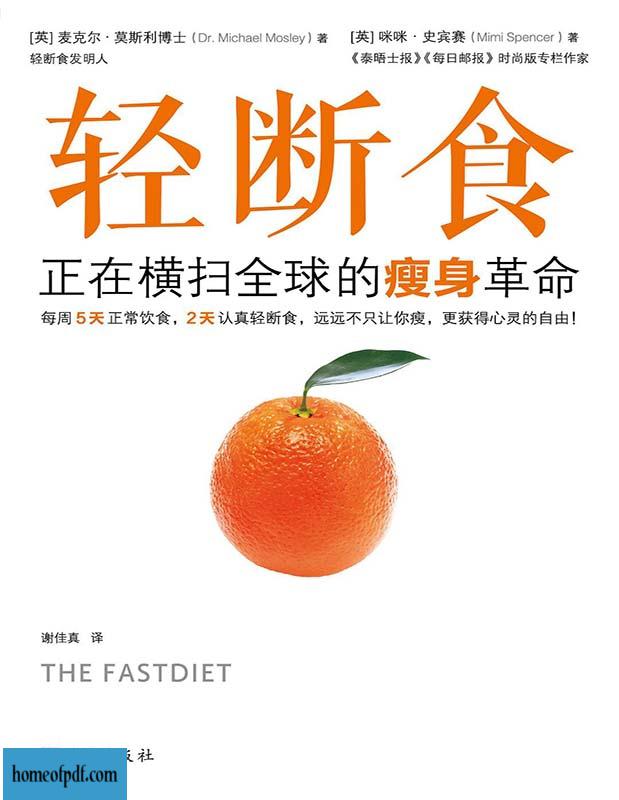 [英] 麦克尔·莫斯利博士（Dr. Michael Mosley）著
轻断食发明人
[英] 咪咪·史宾赛（Mimi Spencer）著
《泰晤士报》《每日邮报》时尚版专栏作家
轻断食
正在横扫全球的瘦身革命
每周5天正常饮食，2天认真轻断食，远远不只让你瘦，更获得心灵的自由！
谢佳真 译
THE FASTDIET
社
homeofpdf.com